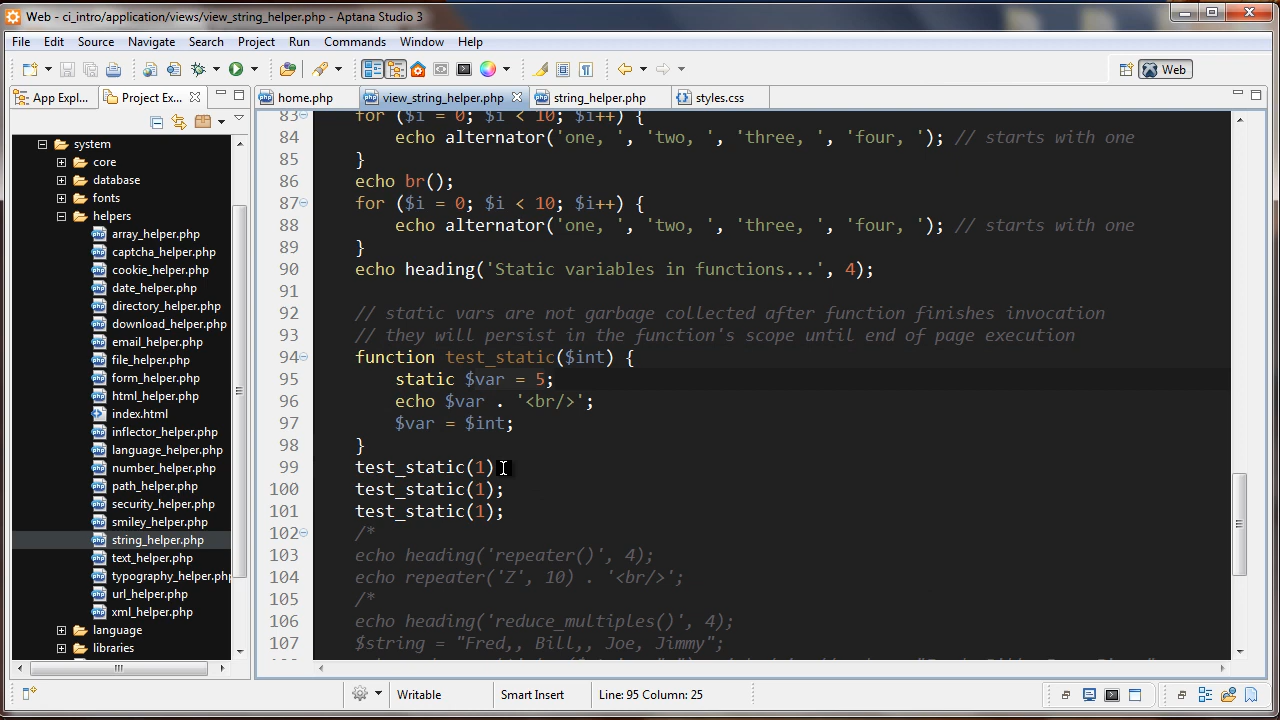 Web - ci_intro/application/views/view_string_helper.php - Aptana Studio 3
File Edit Source Navigate Search Project Run Commands Window Help
Web
App Expl... Project Ex...
home.php view_string_helper.php string_helper.php styles.css
system
core
database
fonts
helpers
array_helper.php
captcha_helper.php
cookie_helper.php
date_helper.php
directory_helper.php
download_helper.php
email_helper.php
file_helper.php
form_helper.php
html_helper.php
index.html
inflector_helper.php
language_helper.php
number_helper.php
path_helper.php
security_helper.php
smiley_helper.php
string_helper.php
text_helper.php
typography_helper.php
url_helper.php
xml_helper.php
language
libraries
83 for ($i = 0; $i < 10; $i++) {
84 echo alternator('one, ', 'two, ', 'three, ', 'four, '); // starts with one
85 }
86 echo br();
87 for ($i = 0; $i < 10; $i++) {
88 echo alternator('one, ', 'two, ', 'three, ', 'four, '); // starts with one
89 }
90 echo heading('Static variables in functions...', 4);
91
92 // static vars are not garbage collected after function finishes invocation
93 // they will persist in the function's scope until end of page execution
94 function test_static($int) {
95 static $var = 5;
96 echo $var . '<br/>';
97 $var = $int;
98 }
99 test_static(1)
100 test_static(1);
101 test_static(1);
102 /*
103 echo heading('repeater()', 4);
104 echo repeater('Z', 10) . '<br/>';
105 /*
106 echo heading('reduce_multiples()', 4);
107 $string = "Fred,, Bill,, Joe, Jimmy";
Writable Smart Insert Line: 95 Column: 25